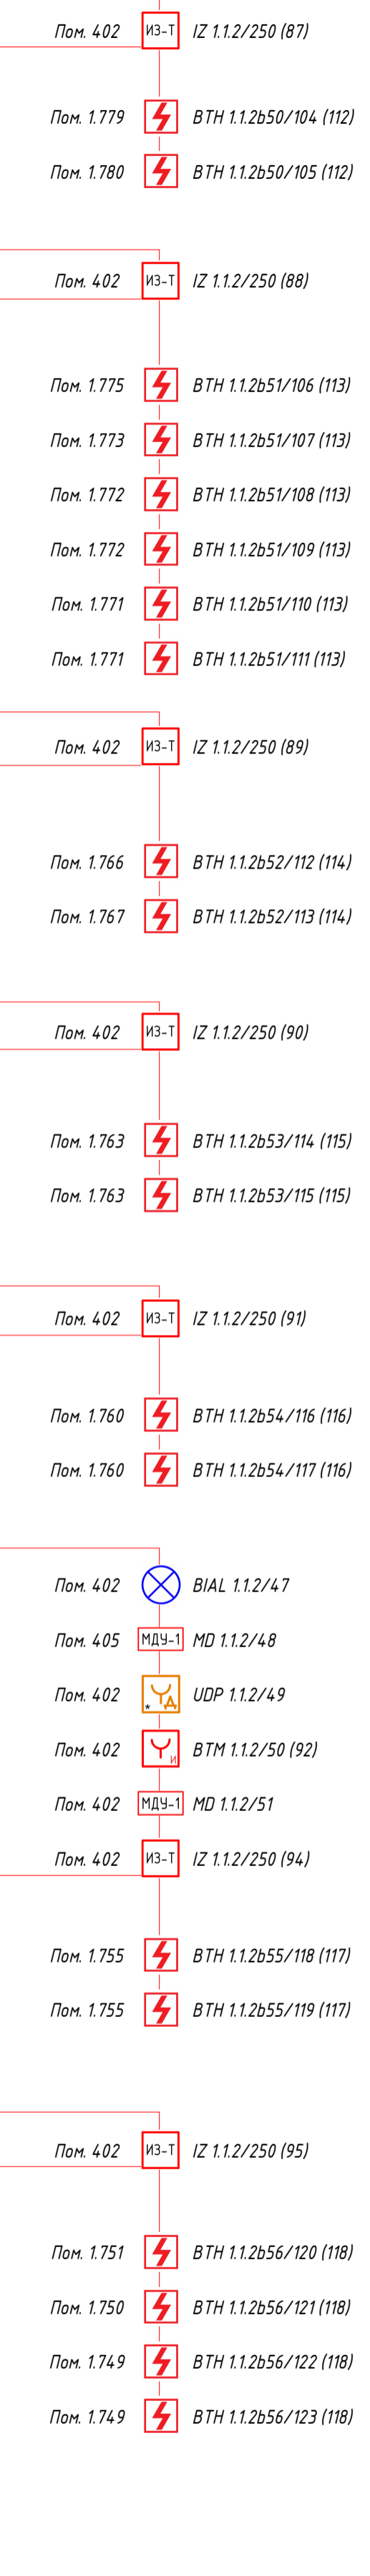 Пом. 402 ИЗ-Т IZ 1.1.2/250 (87)
Пом. 1.779 BTH 1.1.2b50/104 (112)
Пом. 1.780 BTH 1.1.2b50/105 (112)
Пом. 402 ИЗ-Т IZ 1.1.2/250 (88)
Пом. 1.775 BTH 1.1.2b51/106 (113)
Пом. 1.773 BTH 1.1.2b51/107 (113)
Пом. 1.772 BTH 1.1.2b51/108 (113)
Пом. 1.772 BTH 1.1.2b51/109 (113)
Пом. 1.771 BTH 1.1.2b51/110 (113)
Пом. 1.771 BTH 1.1.2b51/111 (113)
Пом. 402 ИЗ-Т IZ 1.1.2/250 (89)
Пом. 1.766 BTH 1.1.2b52/112 (114)
Пом. 1.767 BTH 1.1.2b52/113 (114)
Пом. 402 ИЗ-Т IZ 1.1.2/250 (90)
Пом. 1.763 BTH 1.1.2b53/114 (115)
Пом. 1.763 BTH 1.1.2b53/115 (115)
Пом. 402 ИЗ-Т IZ 1.1.2/250 (91)
Пом. 1.760 BTH 1.1.2b54/116 (116)
Пом. 1.760 BTH 1.1.2b54/117 (116)
Пом. 402 BIAL 1.1.2/47
Пом. 405 МДУ-1 MD 1.1.2/48
Пом. 402 * Д UDP 1.1.2/49
Пом. 402 И BTM 1.1.2/50 (92)
Пом. 402 МДУ-1 MD 1.1.2/51
Пом. 402 ИЗ-Т IZ 1.1.2/250 (94)
Пом. 1.755 BTH 1.1.2b55/118 (117)
Пом. 1.755 BTH 1.1.2b55/119 (117)
Пом. 402 ИЗ-Т IZ 1.1.2/250 (95)
Пом. 1.751 BTH 1.1.2b56/120 (118)
Пом. 1.750 BTH 1.1.2b56/121 (118)
Пом. 1.749 BTH 1.1.2b56/122 (118)
Пом. 1.749 BTH 1.1.2b56/123 (118)